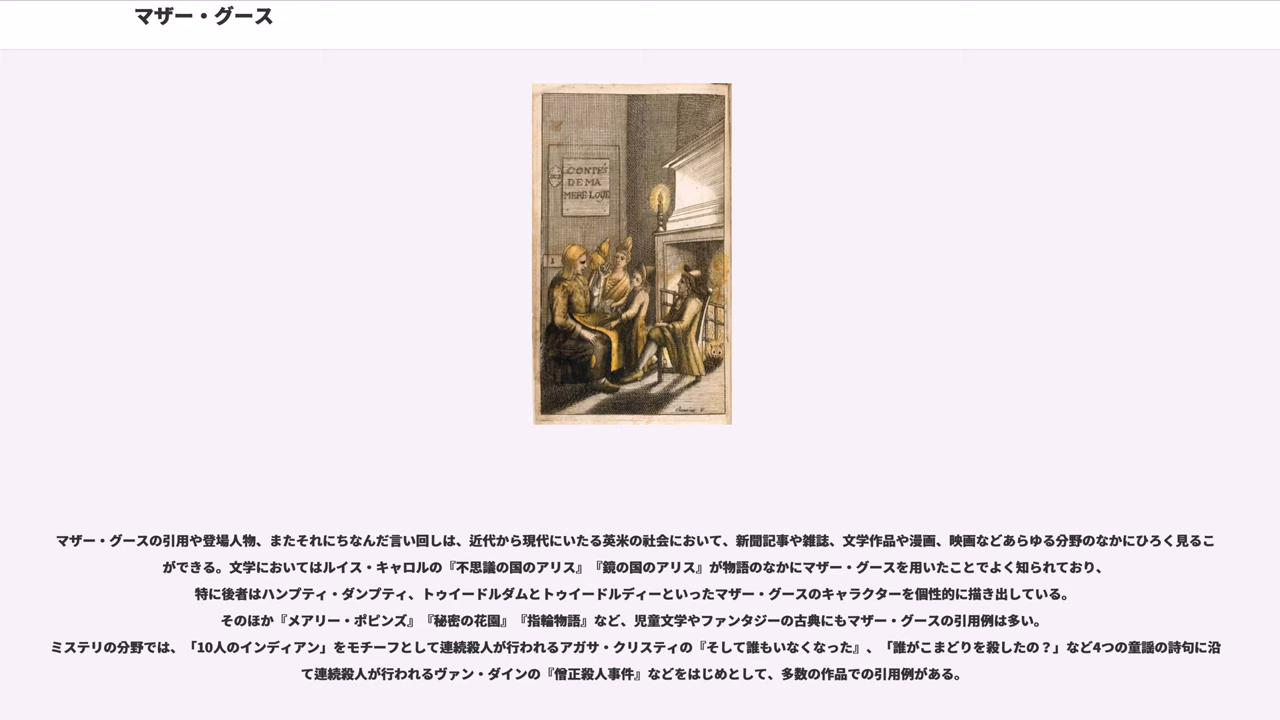 マザー・グース
CONTES
DE MA
MERE LOYE
マザー・グースの引用や登場人物、またそれにちなんだ言い回しは、近代から現代にいたる英米の社会において、新聞記事や雑誌、文学作品や漫画、映画などあらゆる分野のなかにひろく見るこ
とができる。文学においてはルイス・キャロルの『不思議の国のアリス』『鏡の国のアリス』が物語のなかにマザー・グースを用いたことでよく知られており、
特に後者はハンプティ・ダンプティ、トゥイードルダムとトゥイードルディーといったマザー・グースのキャラクターを個性的に描き出している。
そのほか『メアリー・ポピンズ』『秘密の花園』『指輪物語』など、児童文学やファンタジーの古典にもマザー・グースの引用例は多い。
ミステリの分野では、「10人のインディアン」をモチーフとして連続殺人が行われるアガサ・クリスティの『そして誰もいなくなった』、「誰がこまどりを殺したの？」など4つの童謡の詩句に沿
て連続殺人が行われるヴァン・ダインの『僧正殺人事件』などをはじめとして、多数の作品での引用例がある。